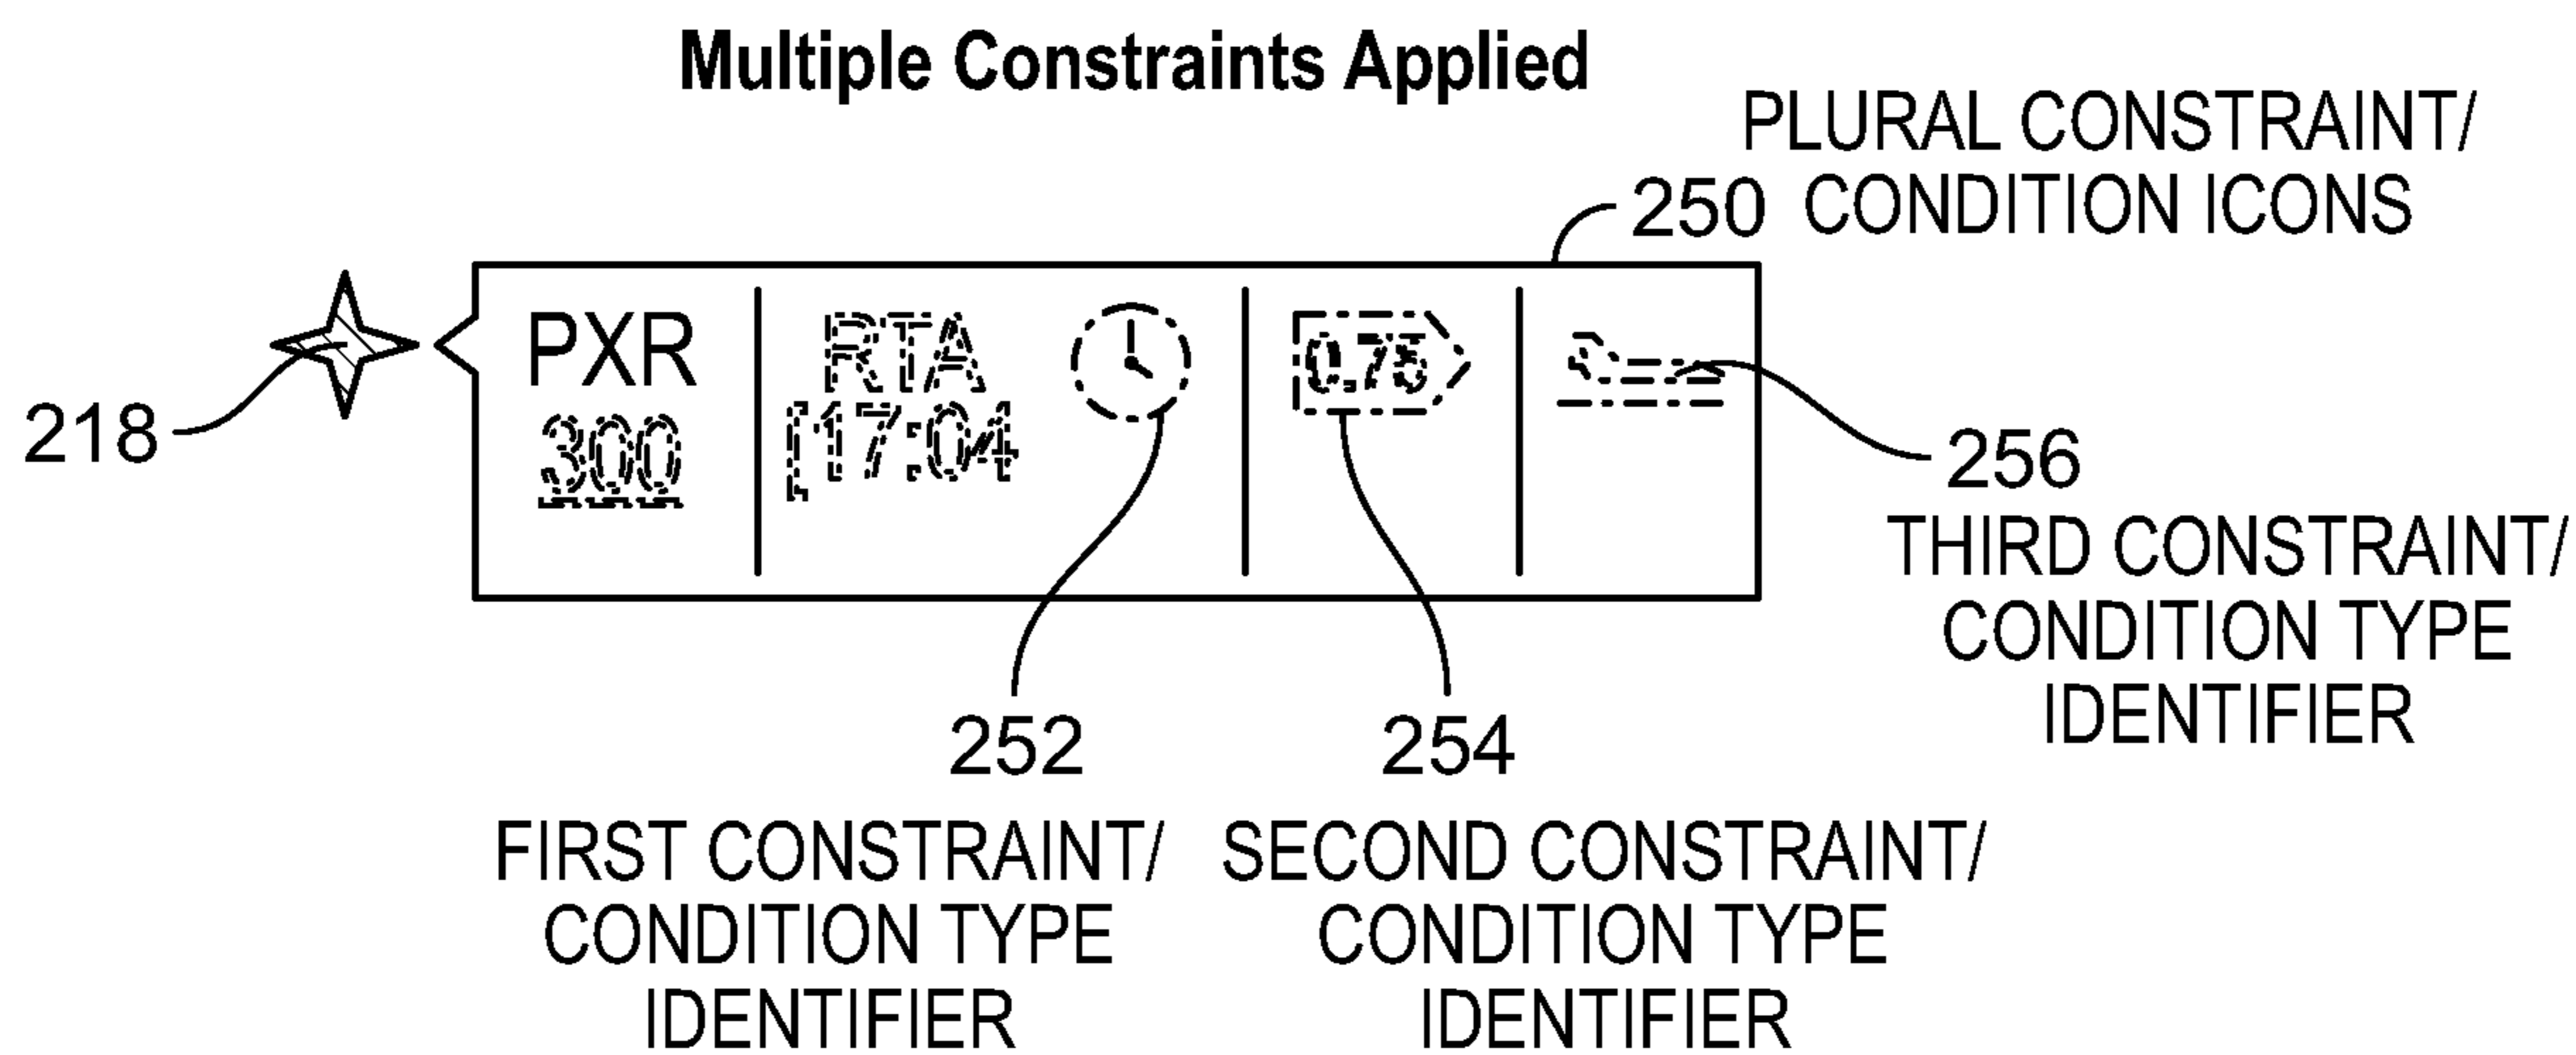 Multiple Constraints Applied
PLURAL CONSTRAINT/
250 CONDITION ICONS
218
PXR
300
RTA
[17:04
0.75
256
THIRD CONSTRAINT/
CONDITION TYPE
IDENTIFIER
252
FIRST CONSTRAINT/
CONDITION TYPE
IDENTIFIER
254
SECOND CONSTRAINT/
CONDITION TYPE
IDENTIFIER